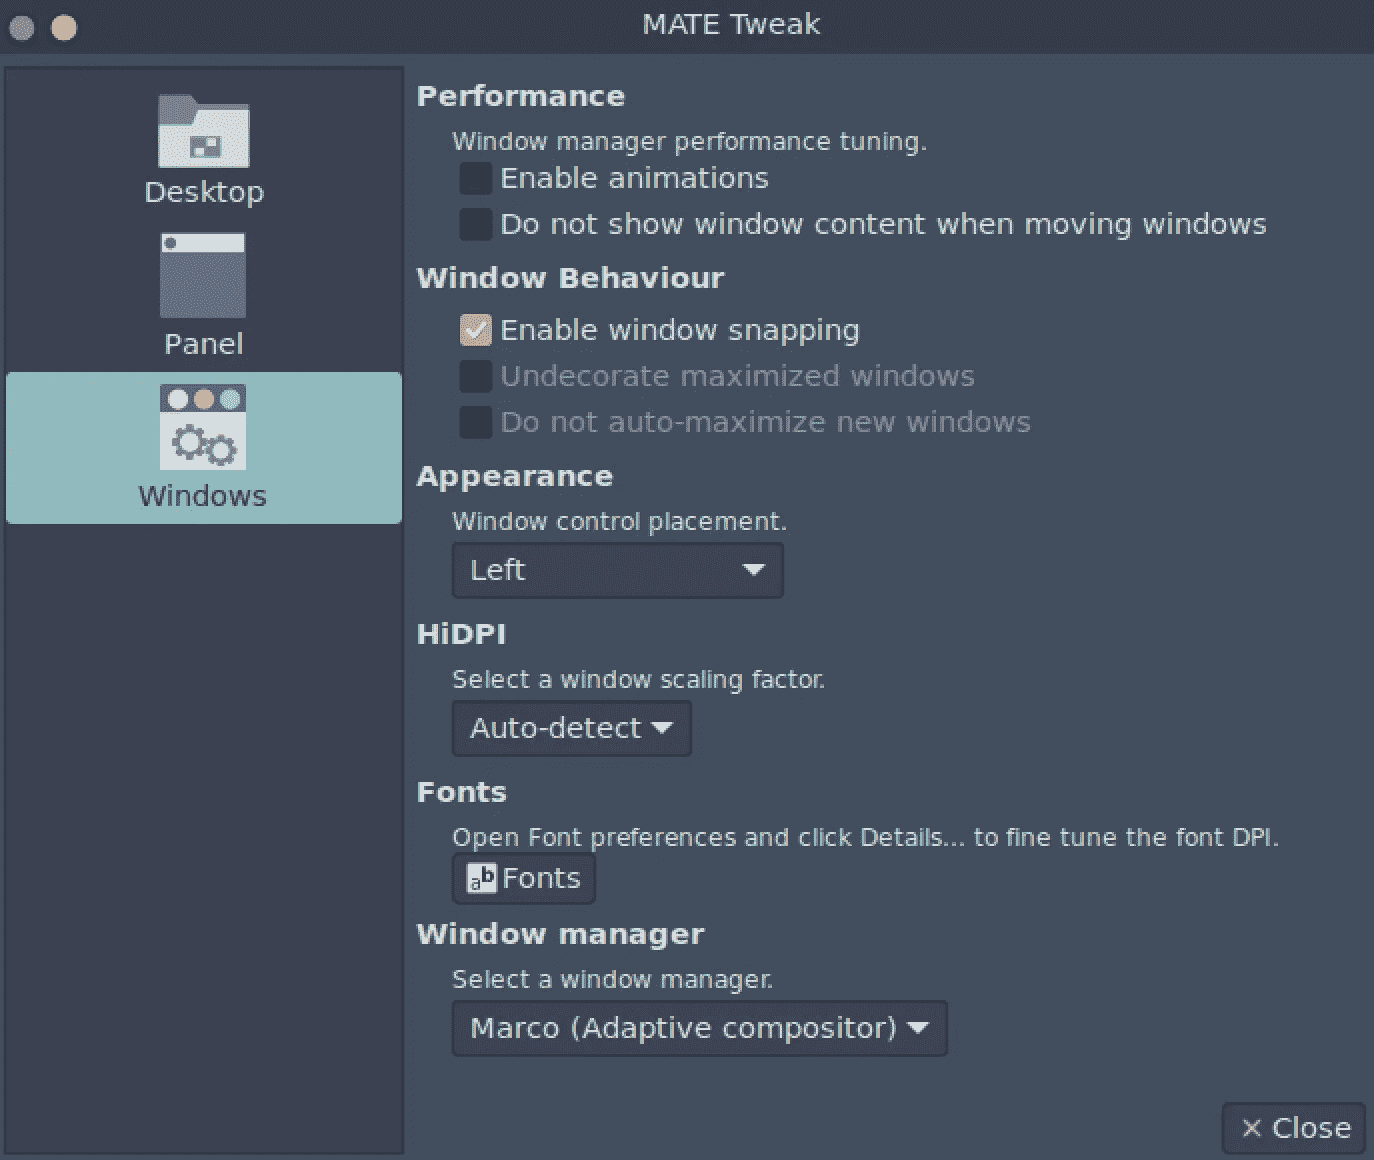 MATE Tweak
Desktop
Panel
Windows
Performance
Window manager performance tuning.
Enable animations
Do not show window content when moving windows
Window Behaviour
Enable window snapping
Undecorate maximized windows
Do not auto-maximize new windows
Appearance
Window control placement.
Left
HiDPI
Select a window scaling factor.
Auto-detect
Fonts
Open Font preferences and click Details... to fine tune the font DPI.
ab Fonts
Window manager
Select a window manager.
Marco (Adaptive compositor)
Close